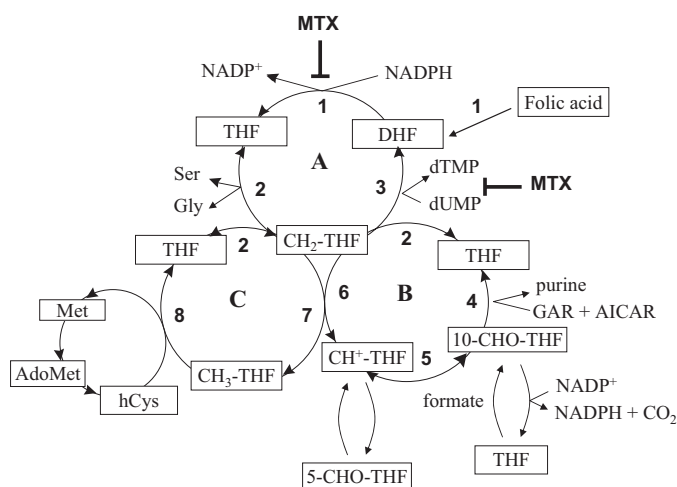 MTX
NADP+
NADPH
1
1
Folic acid
THF
DHF
A
dTMP
Ser
2
3
MTX
dUMP
Gly
2
CH2-THF
2
THF
THF
C
6
B
purine
Met
8
7
4
GAR + AICAR
10-CHO-THF
AdoMet
CH3-THF
CH+-THF
5
hCys
NADP+
formate
NADPH + CO2
THF
5-CHO-THF